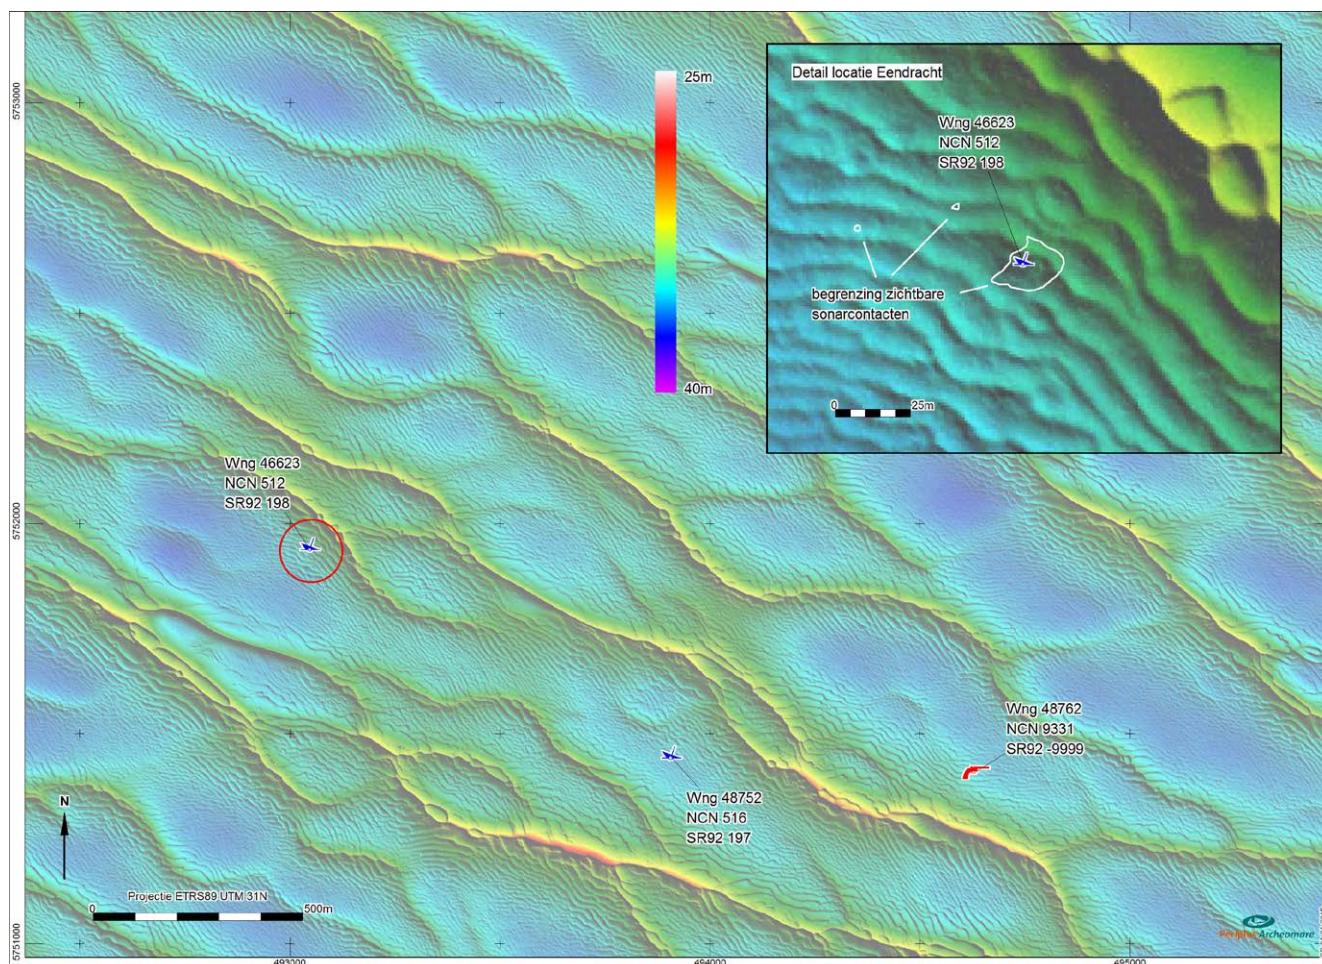 5753000
25m
40m
Detail locatie Eendracht
Wng 46623
NCN 512
SR92 198
begrenzing zichtbare
sonarcontacten
0 25m
Wng 46623
NCN 512
SR92 198
5752000
Wng 48762
NCN 9331
SR92 -9999
Wng 48752
NCN 516
SR92 197
N
Projectie ETRS89 UTM 31N
0 500m
Periplus Archeomare
5751000
493000 494000 495000